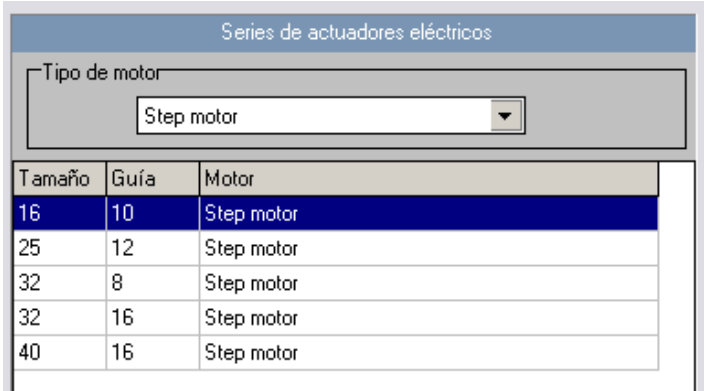 Series de actuadores eléctricos
Tipo de motor
Step motor
Tamaño Guía Motor
16 10 Step motor
25 12 Step motor
32 8 Step motor
32 16 Step motor
40 16 Step motor